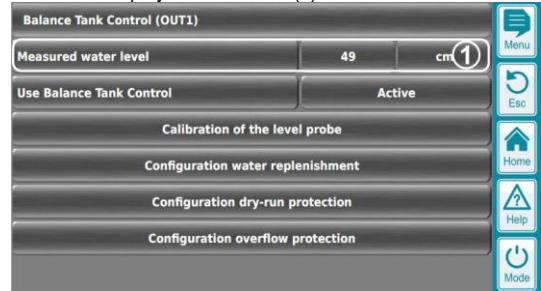 Balance Tank Control (OUT1)
Measured water level 49 cm ①
Use Balance Tank Control Active
Calibration of the level probe
Configuration water replenishment
Configuration dry-run protection
Configuration overflow protection
Menu
Esc
Home
? Help
Mode